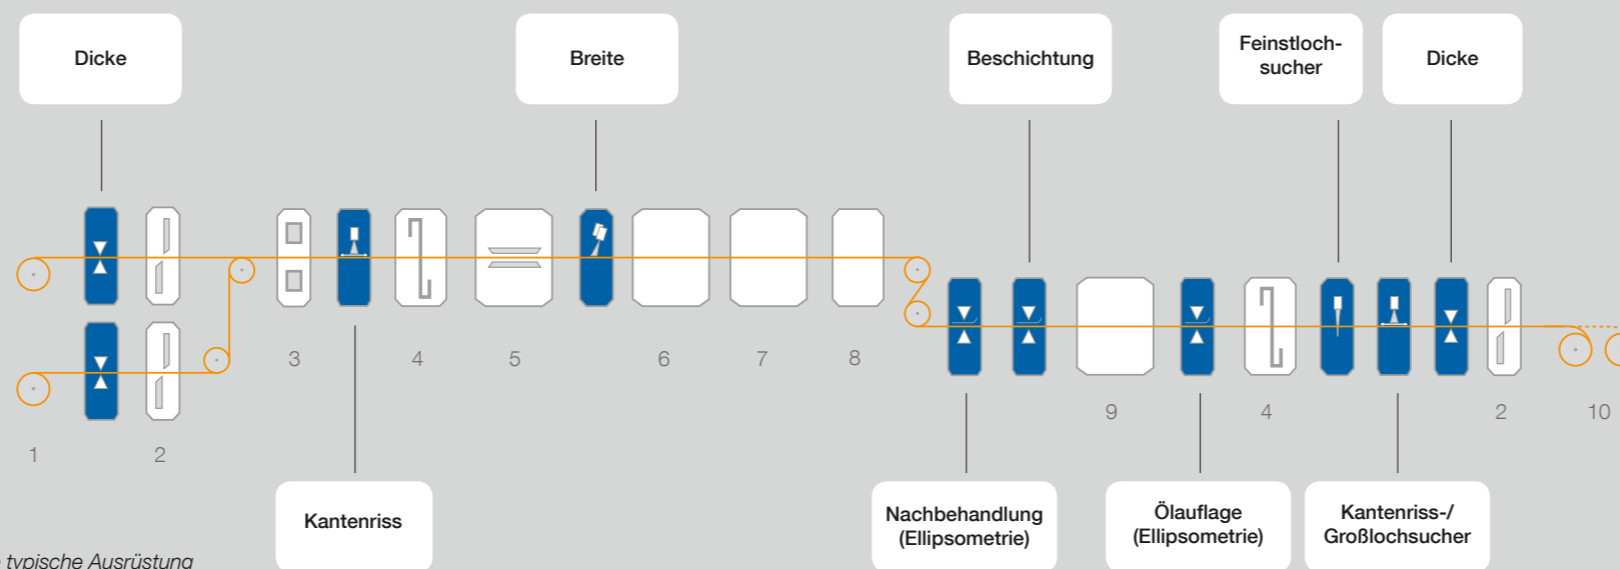 Dicke
Breite
Beschichtung
Feinstloch-
sucher
Dicke
3
4
5
6
7
8
1
2
9
4
2
10
Kantenriss
Nachbehandlung
(Ellipsometrie)
Ölauflage
(Ellipsometrie)
Kantenriss-/
Großlochsucher
typische Ausrüstung